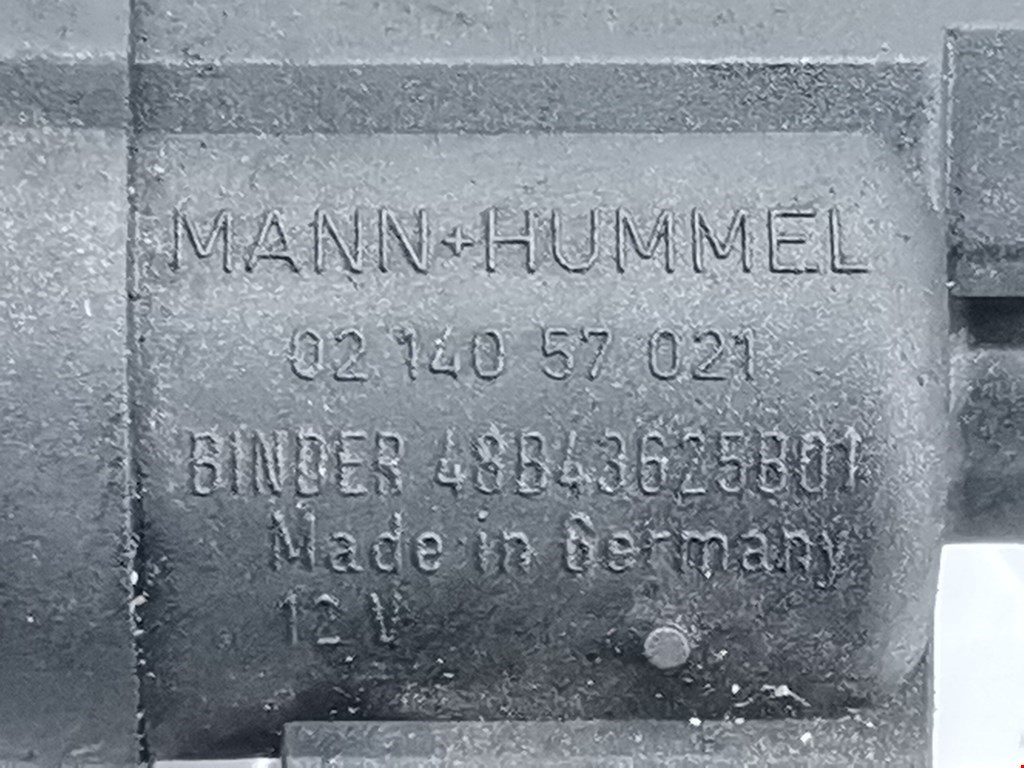 MANN+HUMMEL
02 140 57 021
BINDER 48B43625B01
Made in Germany
12 V